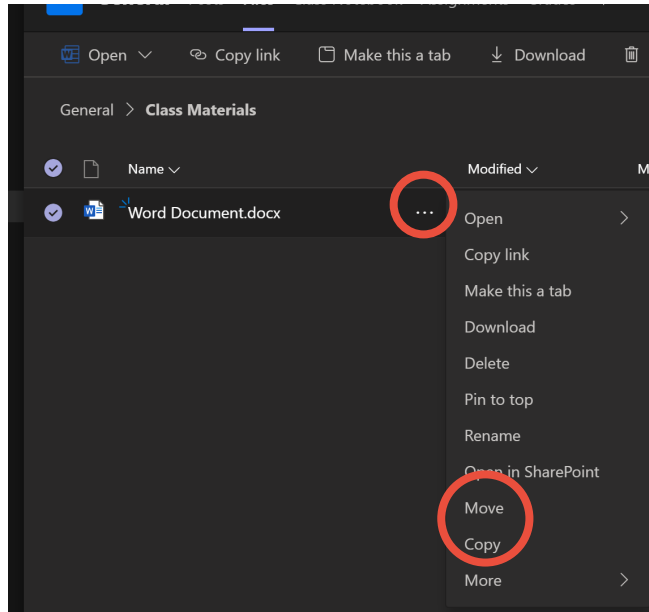 General
Open Copy link Make this a tab Download
General > Class Materials
Name Modified M
Word Document.docx ...
Open
Copy link
Make this a tab
Download
Delete
Pin to top
Rename
Open in SharePoint
Move
Copy
More